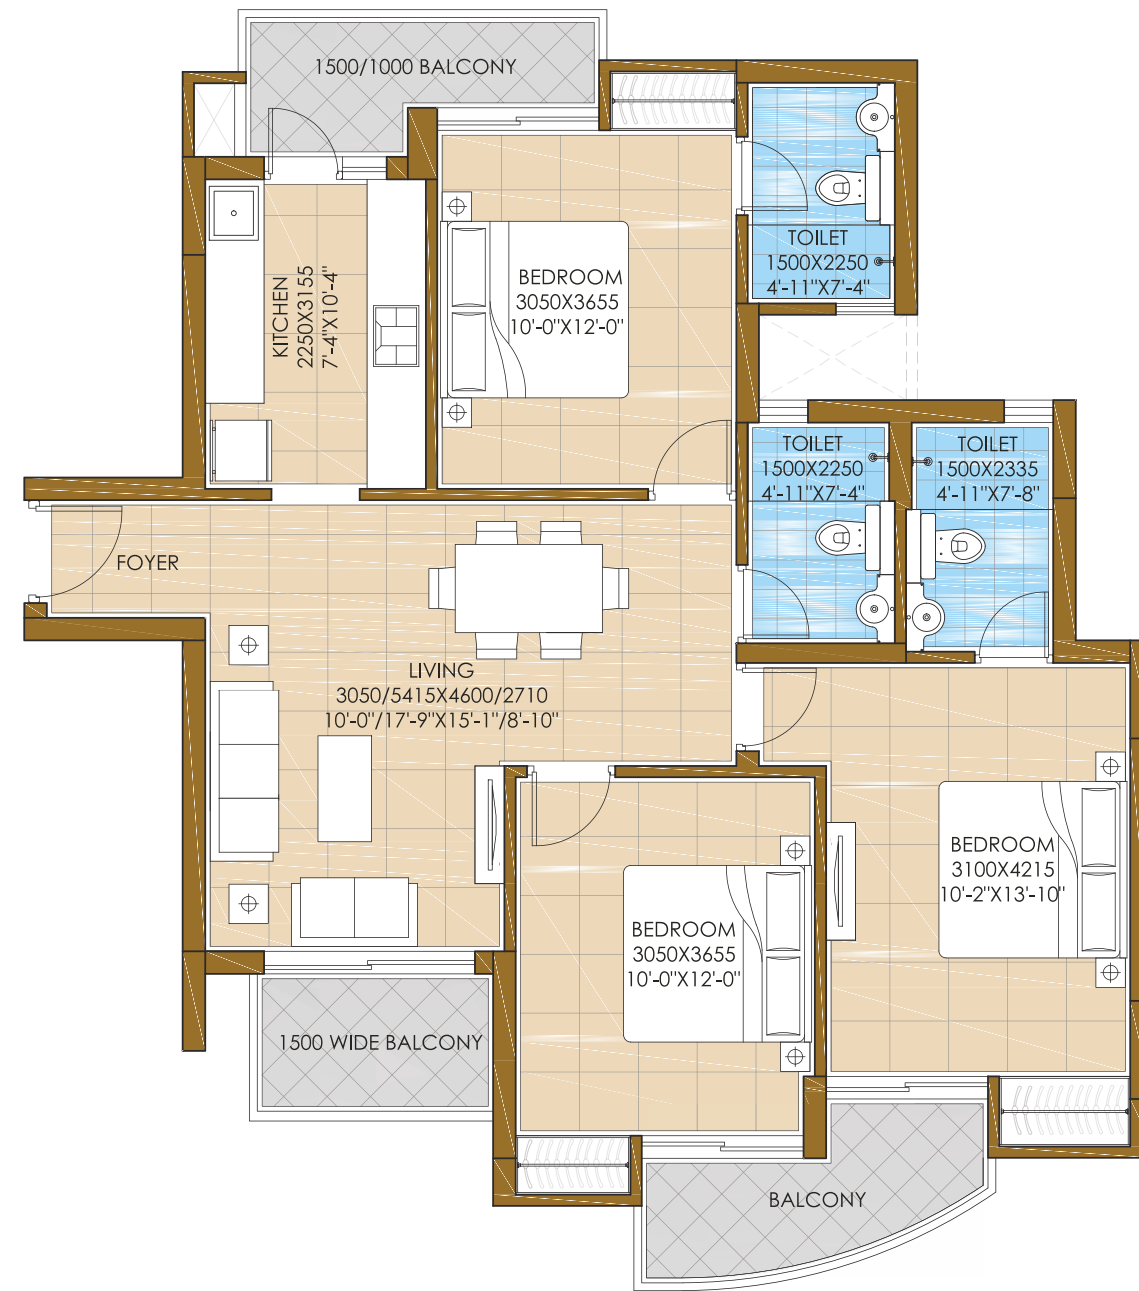 1500/1000 BALCONY
TOILET
1500X2250
4'-11"X7'-4"
BEDROOM
3050X3655
10'-0"X12'-0"
KITCHEN
2250X3155
7'-4"X10'-4"
TOILET
1500X2250
4'-11"X7'-4"
TOILET
1500X2335
4'-11"X7'-8"
FOYER
LIVING
3050/5415X4600/2710
10'-0"/17'-9"X15'-1"/8'-10"
BEDROOM
3100X4215
10'-2"X13'-10"
BEDROOM
3050X3655
10'-0"X12'-0"
1500 WIDE BALCONY
BALCONY